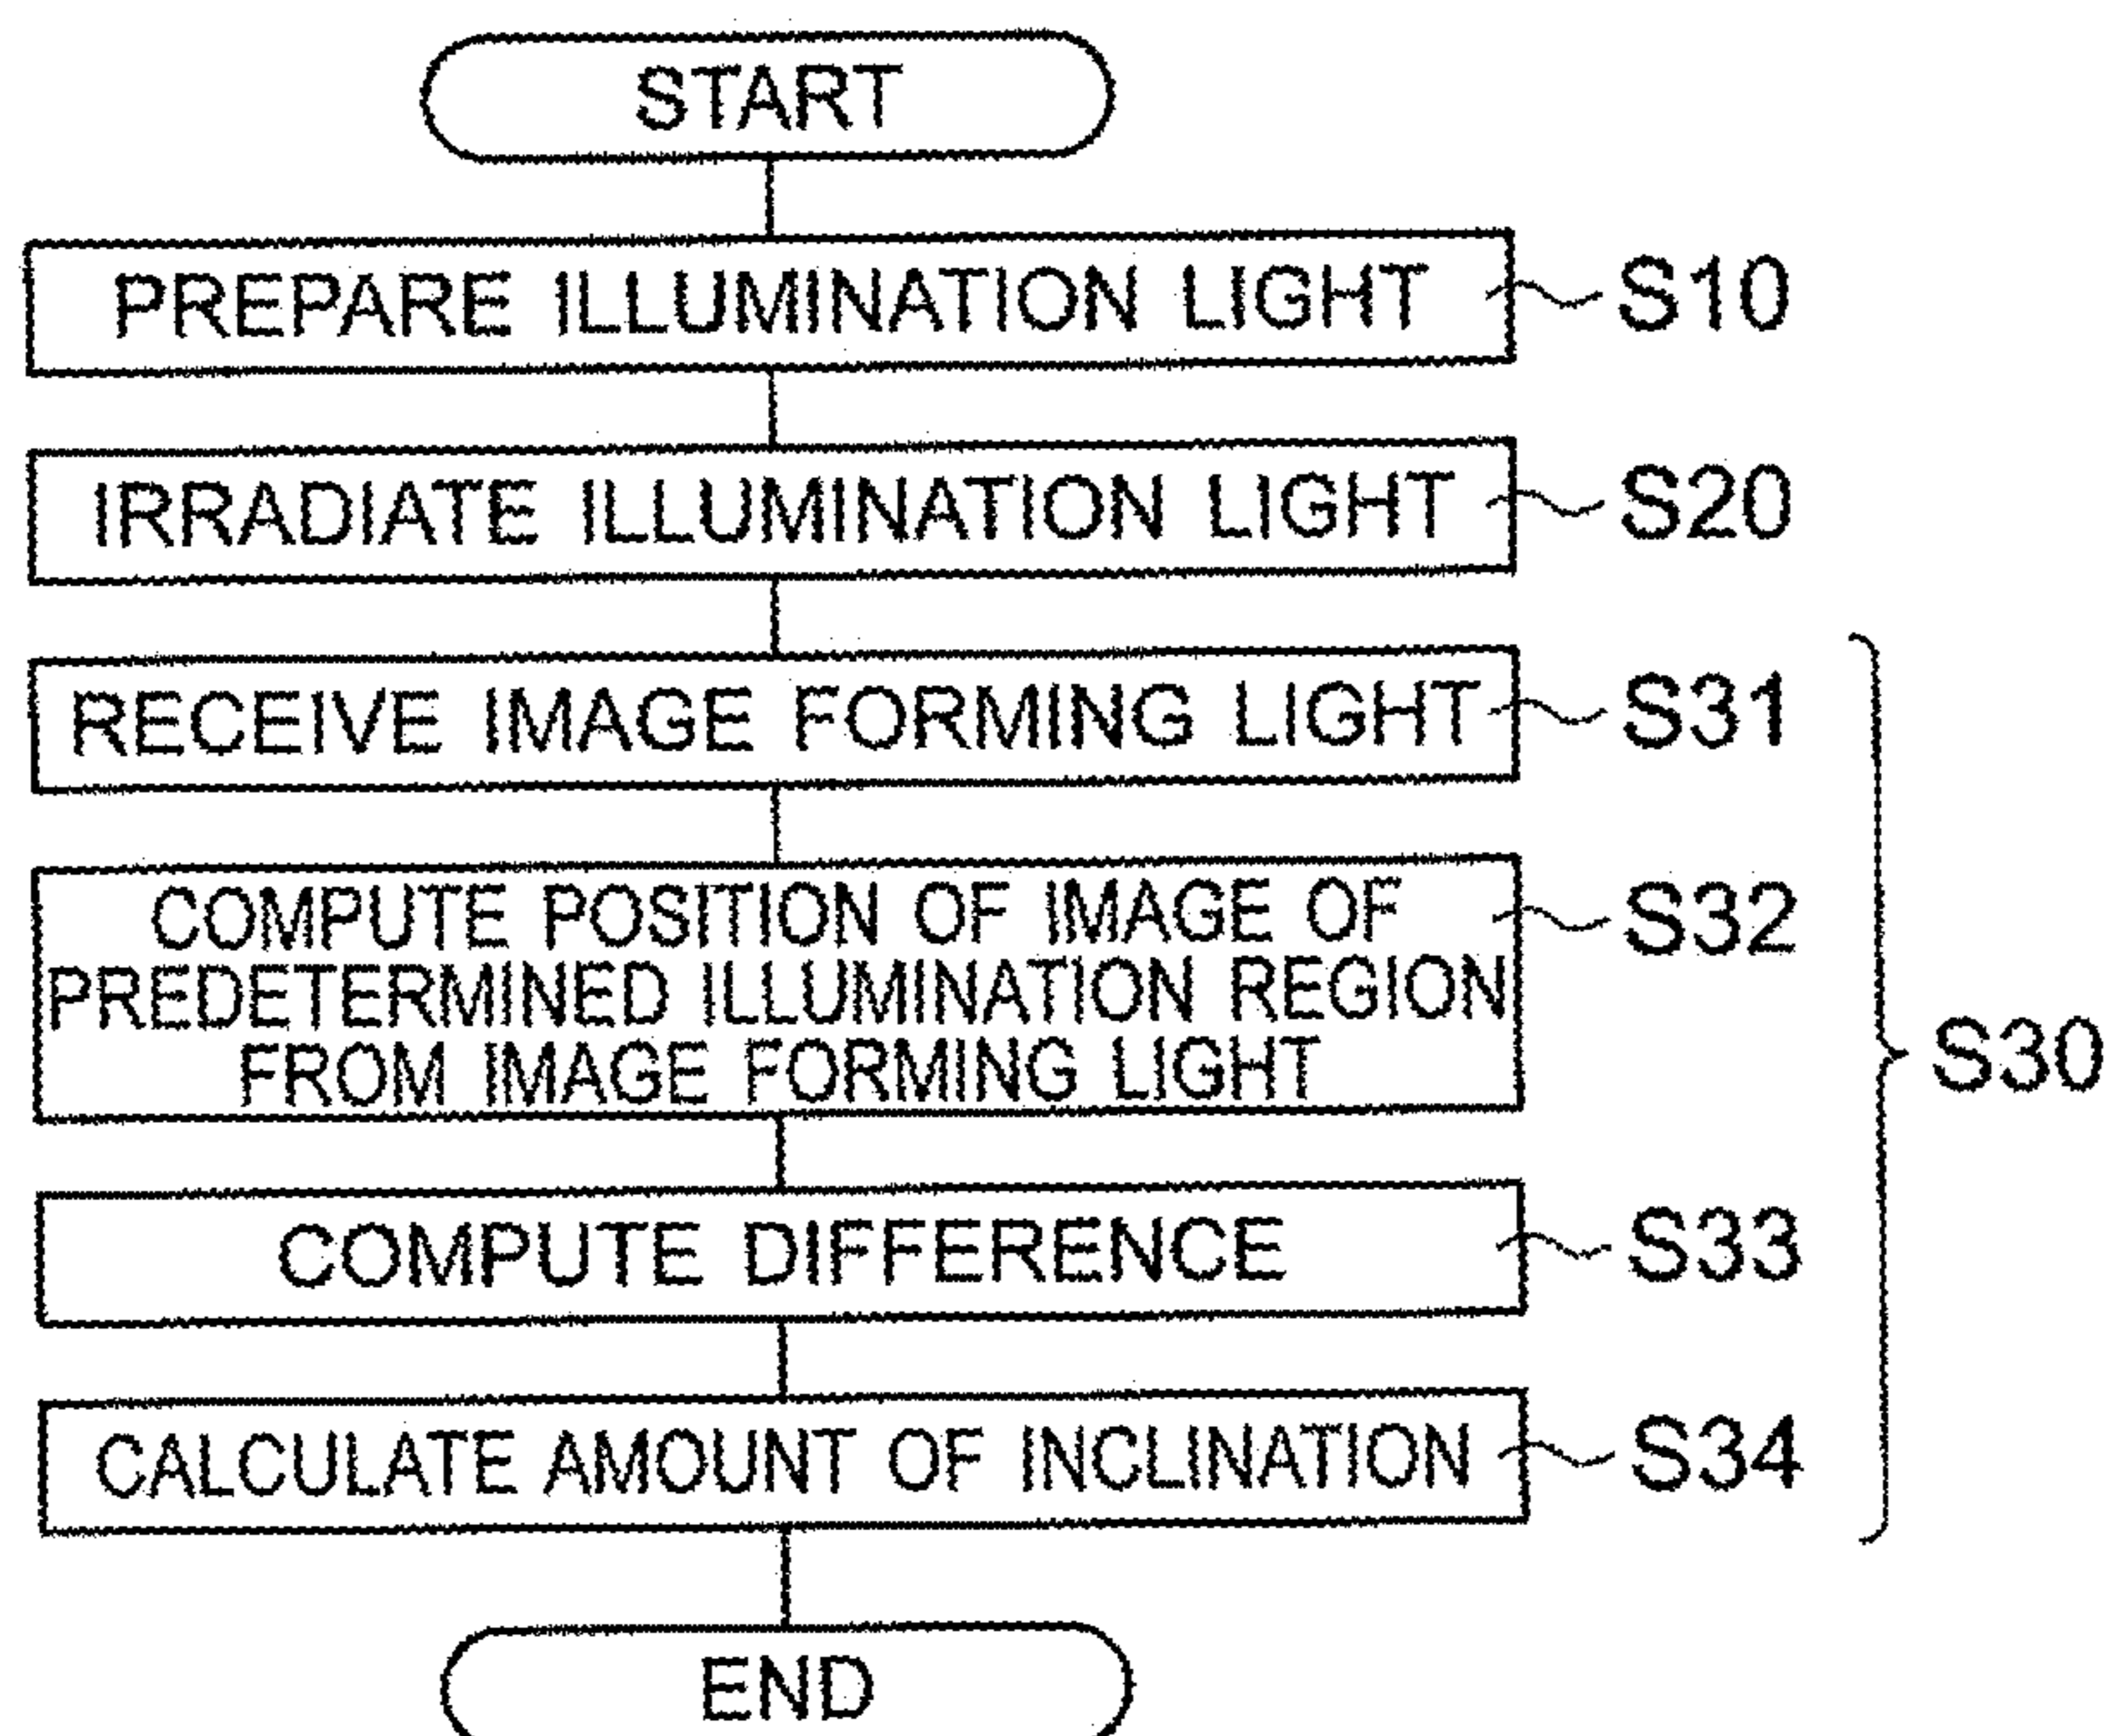 START
PREPARE ILLUMINATION LIGHT S10
IRRADIATE ILLUMINATION LIGHT S20
RECEIVE IMAGE FORMING LIGHT S31
COMPUTE POSITION OF IMAGE OF S32
PREDETERMINED ILLUMINATION REGION
FROM IMAGE FORMING LIGHT
S30
COMPUTE DIFFERENCE S33
CALCULATE AMOUNT OF INCLINATION S34
END